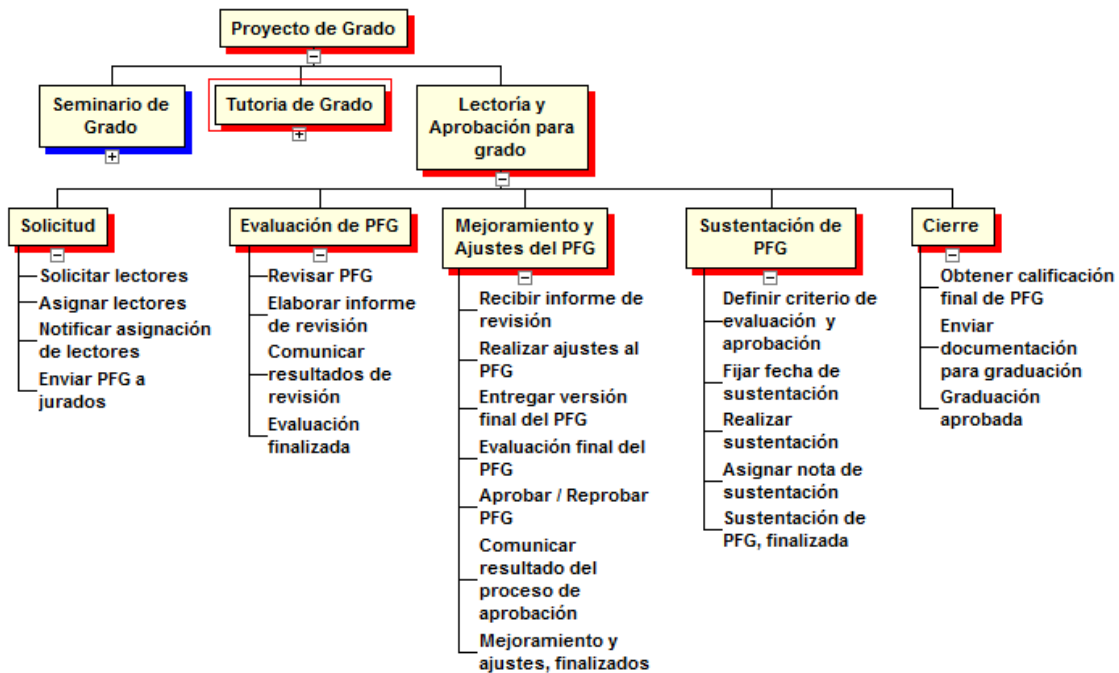 Proyecto de Grado
Seminario de
Grado
Tutoria de Grado
Lectoría y
Aprobación para
grado
Solicitud
Solicitar lectores
Asignar lectores
Notificar asignación
de lectores
Enviar PFG a
jurados
Evaluación de PFG
Revisar PFG
Elaborar informe
de revisión
Comunicar
resultados de
revisión
Evaluación
finalizada
Mejoramiento y
Ajustes del PFG
Recibir informe de
revisión
Realizar ajustes al
PFG
Entregar versión
final del PFG
Evaluación final del
PFG
Aprobar / Reprobar
PFG
Comunicar
resultado del
proceso de
aprobación
Mejoramiento y
ajustes, finalizados
Sustentación de
PFG
Definir criterio de
evaluación y
aprobación
Fijar fecha de
sustentación
Realizar
sustentación
Asignar nota de
sustentación
Sustentación de
PFG, finalizada
Cierre
Obtener calificación
final de PFG
Enviar
documentación
para graduación
Graduación
aprobada